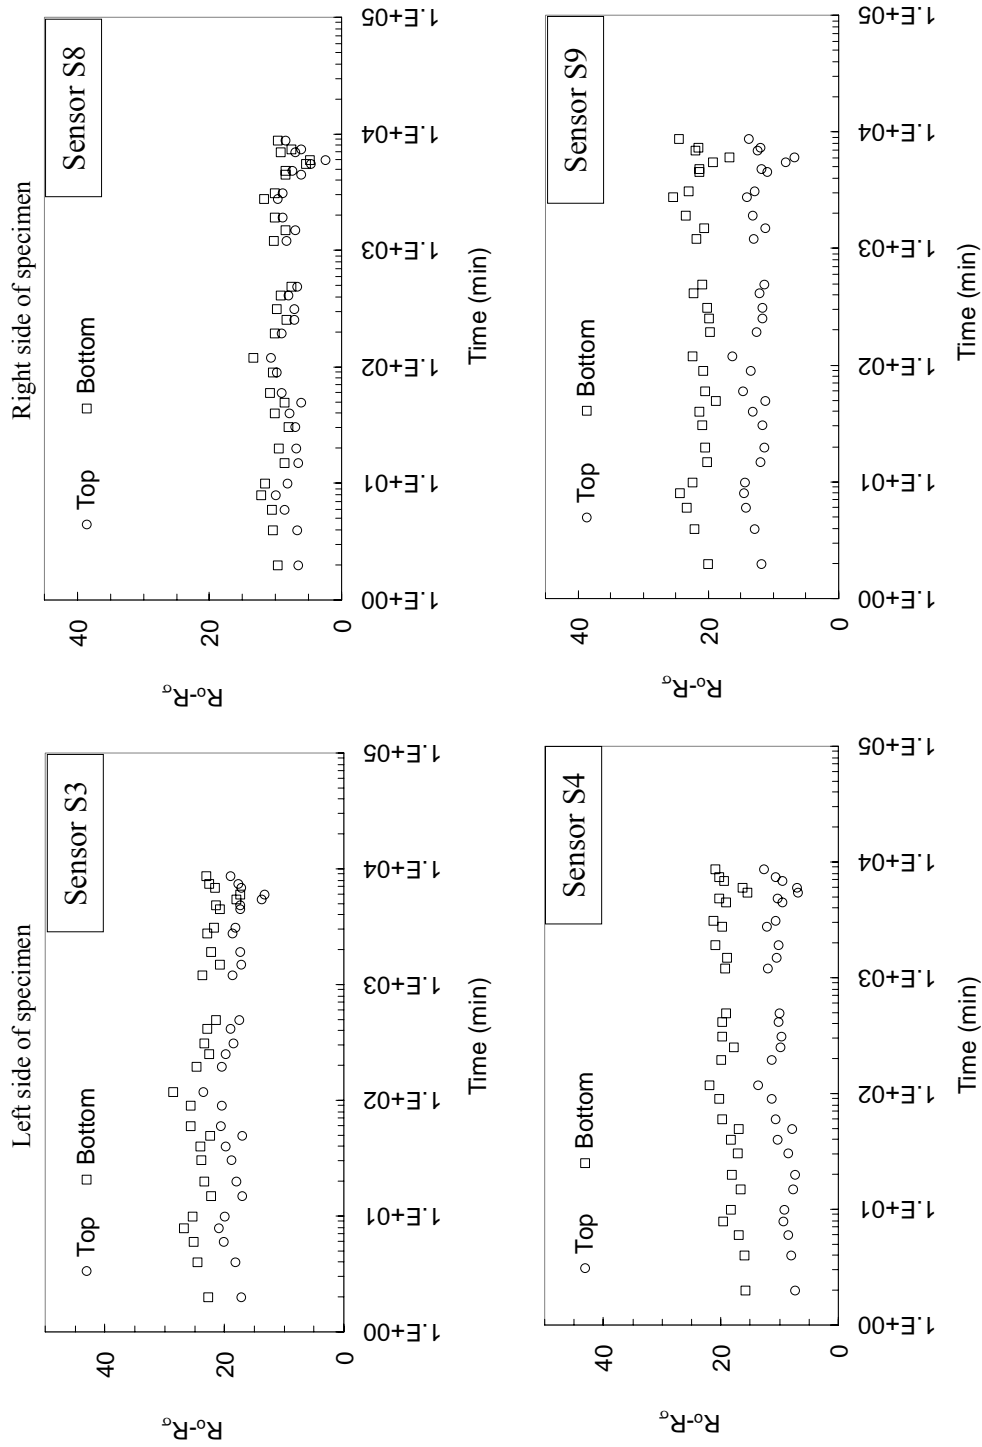 Left side of specimen
Right side of specimen
Sensor S3
○ Top □ Bottom
Ro-Rσ
40
20
0
1.E+00 1.E+01 1.E+02 1.E+03 1.E+04 1.E+05
Time (min)
Sensor S8
○ Top □ Bottom
Ro-Rσ
40
20
0
1.E+00 1.E+01 1.E+02 1.E+03 1.E+04 1.E+05
Time (min)
Sensor S4
○ Top □ Bottom
Ro-Rσ
40
20
0
1.E+00 1.E+01 1.E+02 1.E+03 1.E+04 1.E+05
Time (min)
Sensor S9
○ Top □ Bottom
Ro-Rσ
40
20
0
1.E+00 1.E+01 1.E+02 1.E+03 1.E+04 1.E+05
Time (min)